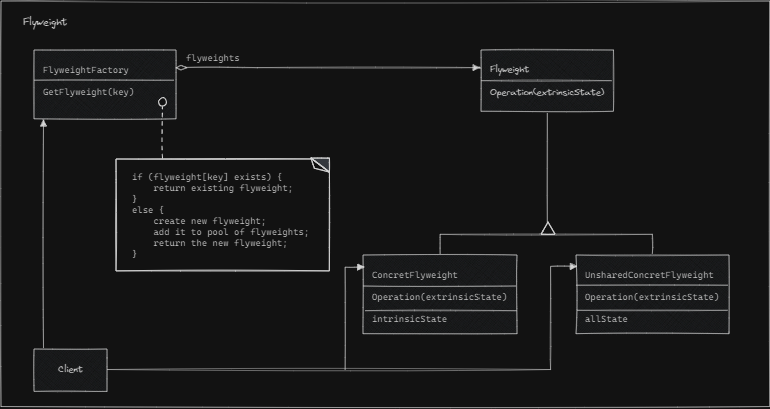 Flyweight
flyweights
FlyweightFactory
GetFlyweight(key)
Flyweight
Operation(extrinsicState)
if (flyweight[key] exists) {
    return existing flyweight;
}
else {
    create new flyweight;
    add it to pool of flyweights;
    return the new flyweight;
}
ConcretFlyweight
Operation(extrinsicState)
intrinsicState
UnsharedConcretFlyweight
Operation(extrinsicState)
allState
Client